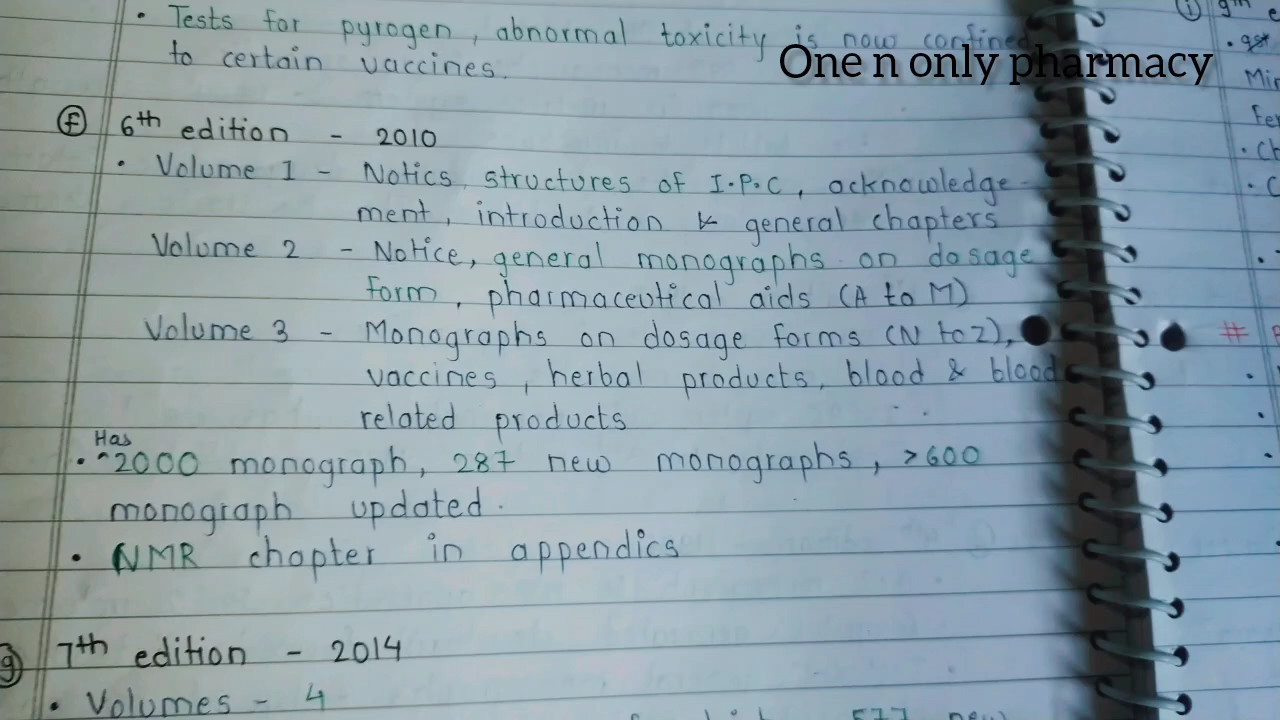 • Tests for pyrogen, abnormal toxicity is now confined
to certain vaccines.
One n only pharmacy
(f) 6th edition - 2010
• Volume 1 - Notics structures of I.P.C, acknowledge-
ment, introduction & general chapters
Volume 2 - Notice, general monographs on dosage
form, pharmaceutical aids (A to M)
Volume 3 - Monographs on dosage forms (N to Z),
vaccines, herbal products, blood & blood
related products
Has
• ^2000 monograph, 287 new monographs, >600
monograph updated.
• NMR chapter in appendics
(g) 7th edition - 2014
• Volumes - 4
577 new
(i) 9th
#